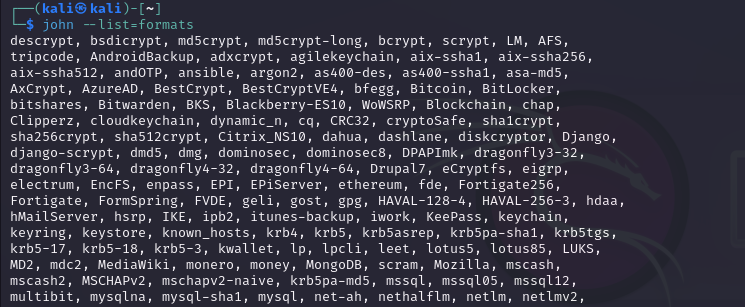 ┌──(kali㉿kali)-[~]
└─$ john --list=formats
descrypt, bsdicrypt, md5crypt, md5crypt-long, bcrypt, scrypt, LM, AFS,
tripcode, AndroidBackup, adxcrypt, agilekeychain, aix-ssha1, aix-ssha256,
aix-ssha512, andOTP, ansible, argon2, as400-des, as400-ssha1, asa-md5,
AxCrypt, AzureAD, BestCrypt, BestCryptVE4, bfegg, Bitcoin, BitLocker,
bitshares, Bitwarden, BKS, Blackberry-ES10, WoWSRP, Blockchain, chap,
Clipperz, cloudkeychain, dynamic_n, cq, CRC32, cryptoSafe, sha1crypt,
sha256crypt, sha512crypt, Citrix_NS10, dahua, dashlane, diskcryptor, Django,
django-scrypt, dmd5, dmg, dominosec, dominosec8, DPAPImk, dragonfly3-32,
dragonfly3-64, dragonfly4-32, dragonfly4-64, Drupal7, eCryptfs, eigrp,
electrum, EncFS, enpass, EPI, EPiServer, ethereum, fde, Fortigate256,
Fortigate, FormSpring, FVDE, geli, gost, gpg, HAVAL-128-4, HAVAL-256-3, hdaa,
hMailServer, hsrp, IKE, ipb2, itunes-backup, iwork, KeePass, keychain,
keyring, keystore, known_hosts, krb4, krb5, krb5asrep, krb5pa-sha1, krb5tgs,
krb5-17, krb5-18, krb5-3, kwallet, lp, lpcli, leet, lotus5, lotus85, LUKS,
MD2, mdc2, MediaWiki, monero, money, MongoDB, scram, Mozilla, mscash,
mscash2, MSCHAPv2, mschapv2-naive, krb5pa-md5, mssql, mssql05, mssql12,
multibit, mysqlna, mysql-sha1, mysql, net-ah, nethalflm, netlm, netlmv2,